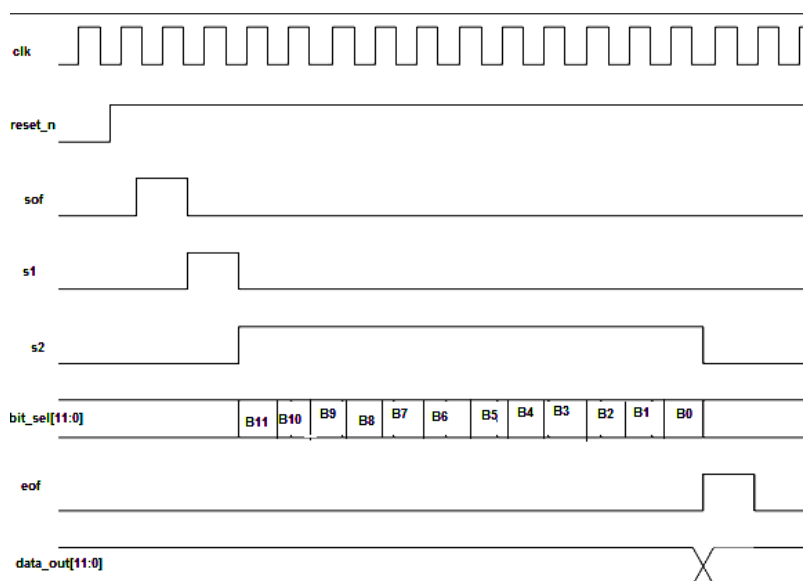 clk
reset_n
sof
s1
s2
bit_sel[11:0] B11 B10 B9 B8 B7 B6 B5 B4 B3 B2 B1 B0
eof
data_out[11:0]